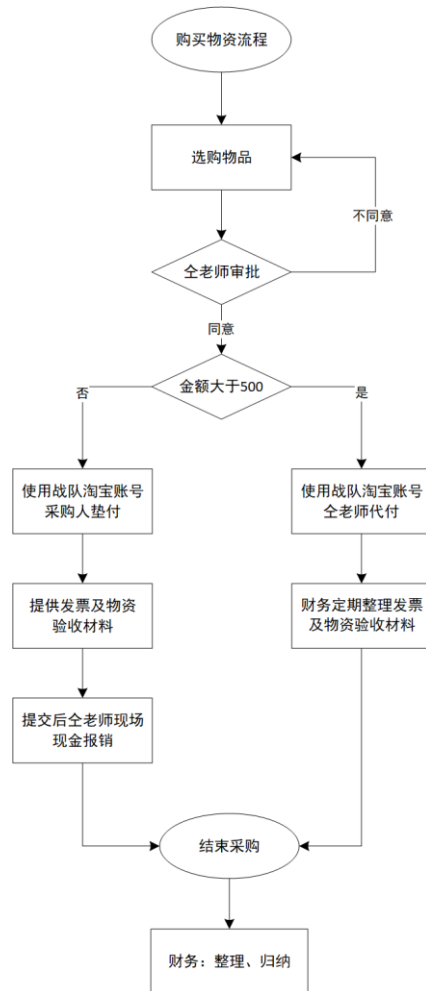 购买物资流程
选购物品
不同意
仝老师审批
同意
金额大于500
否
是
使用战队淘宝账号
采购人垫付
使用战队淘宝账号
仝老师代付
提供发票及物资
验收材料
财务定期整理发票
及物资验收材料
提交后仝老师现场
现金报销
结束采购
财务：整理、归纳